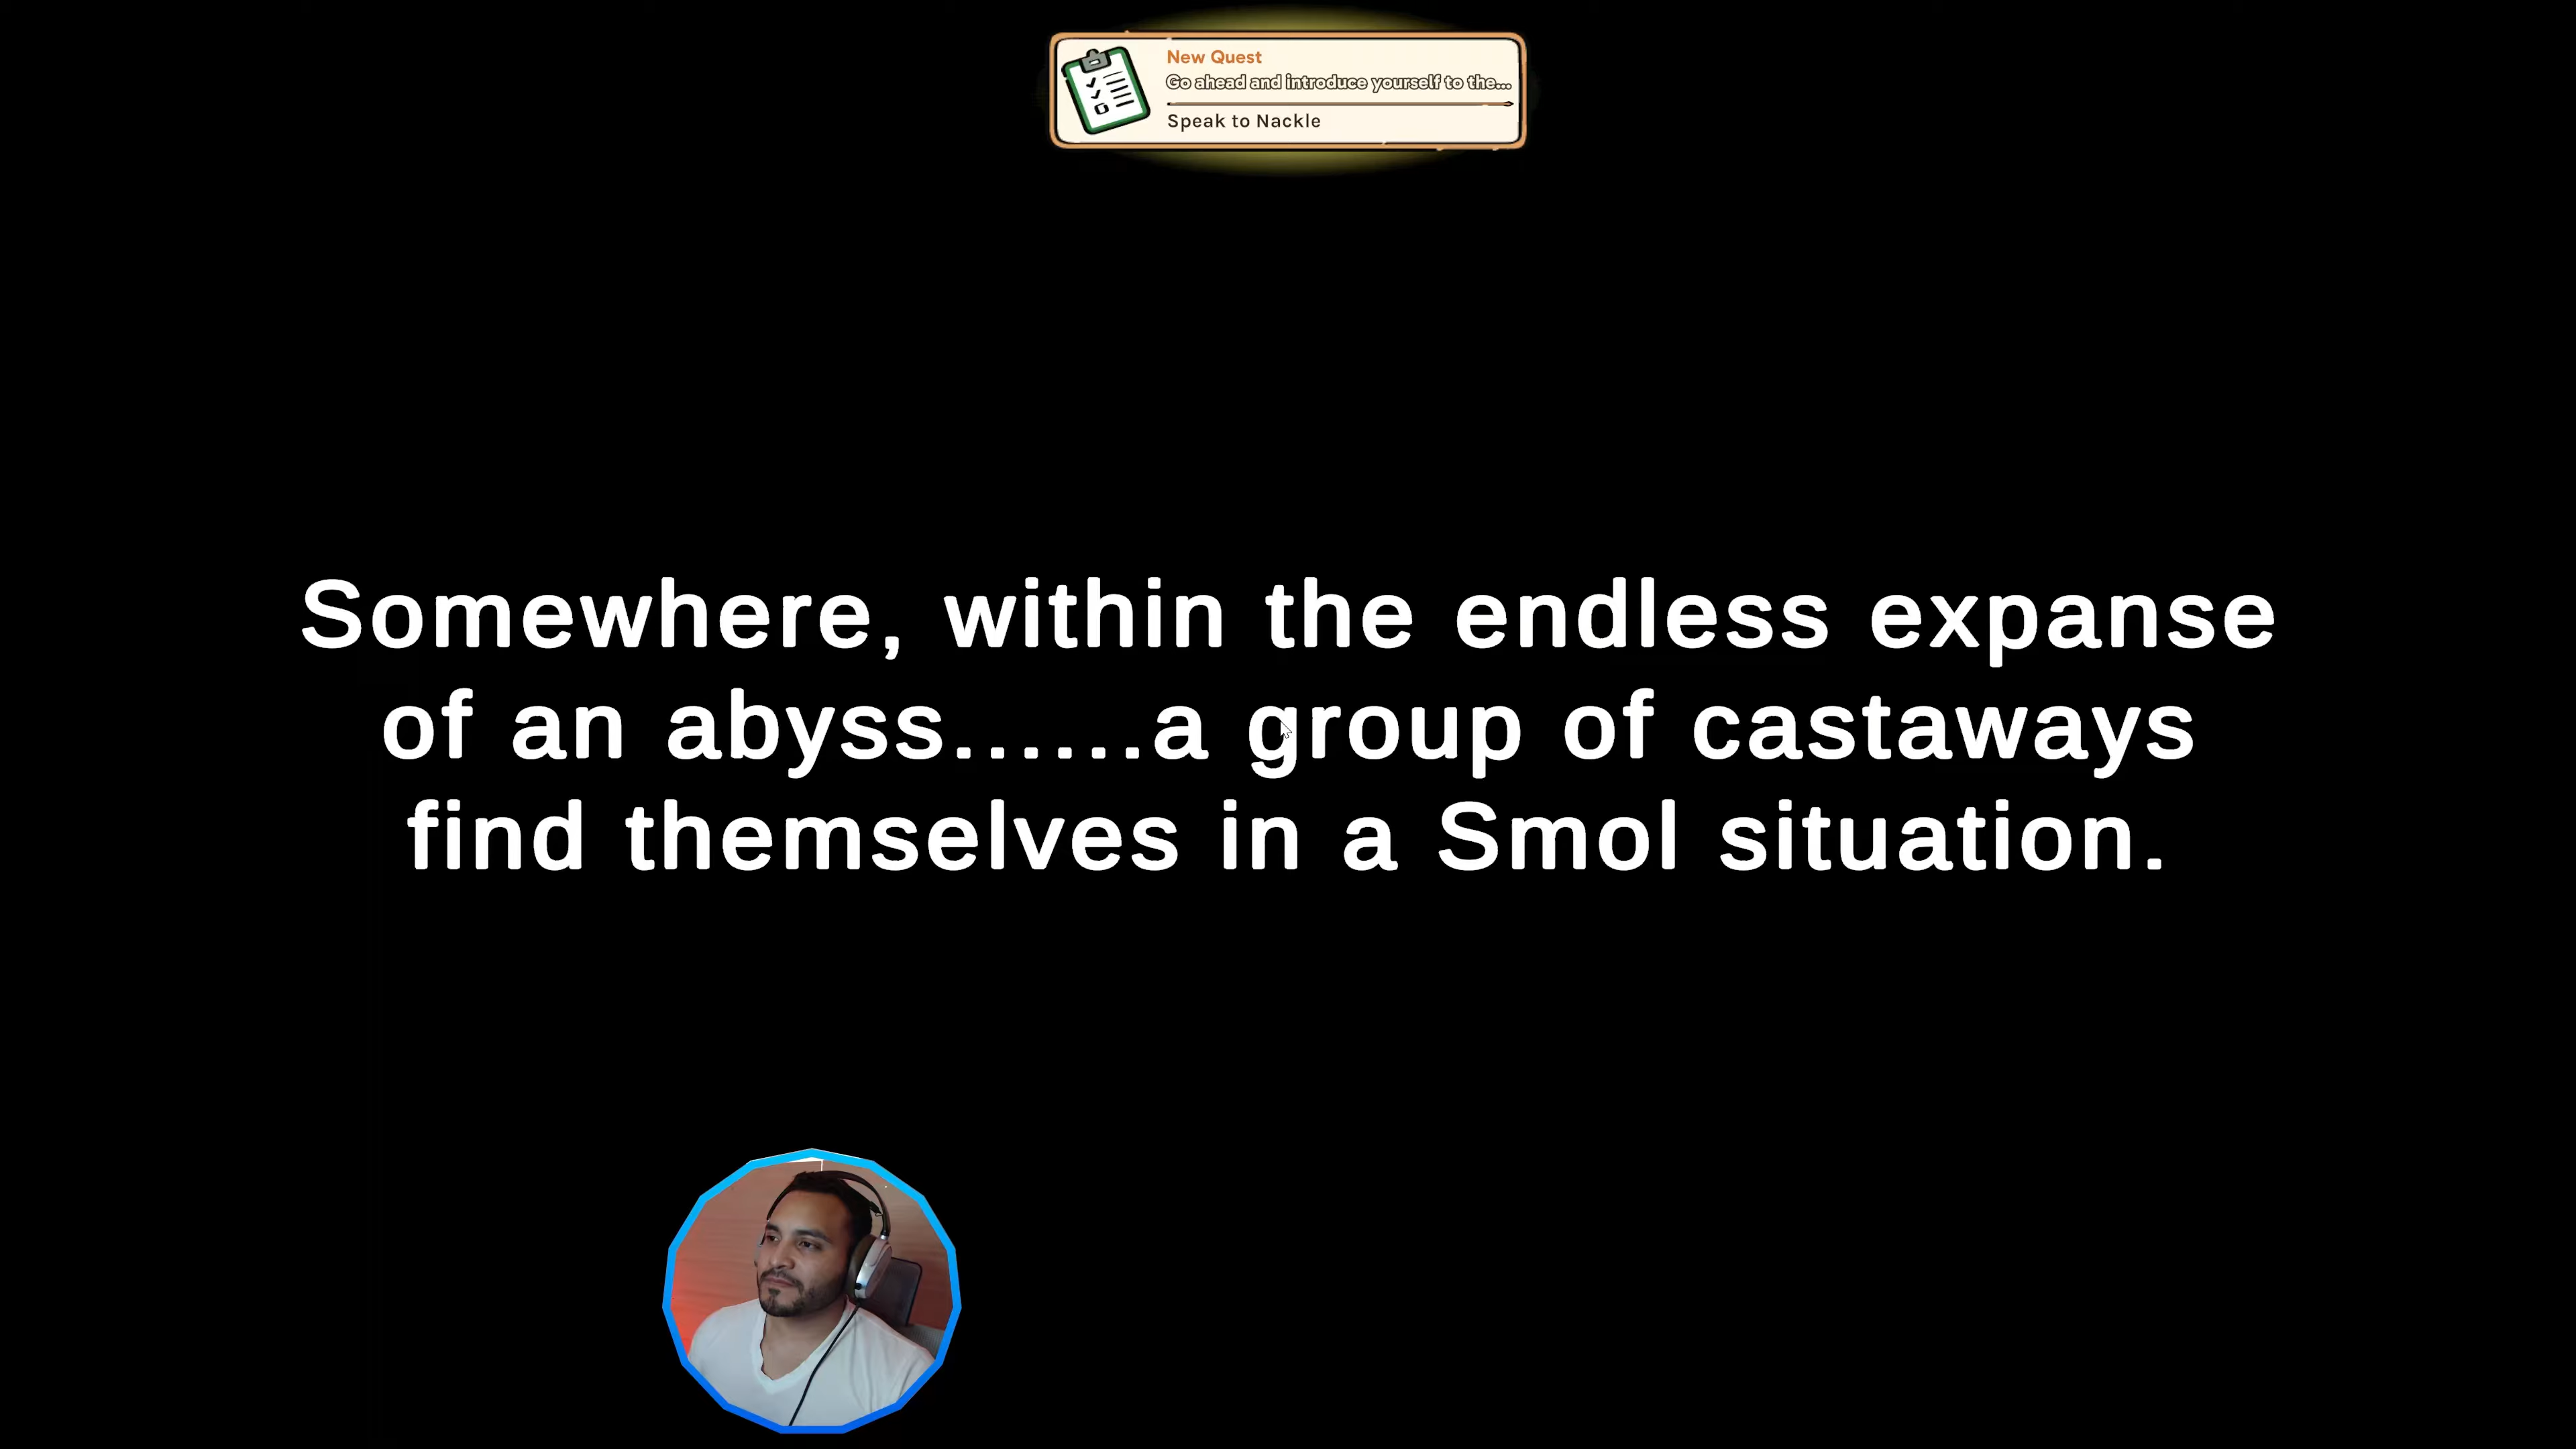 New Quest
Go ahead and introduce yourself to the...
Speak to Nackle
Somewhere, within the endless expanse
of an abyss......a group of castaways
find themselves in a Smol situation.